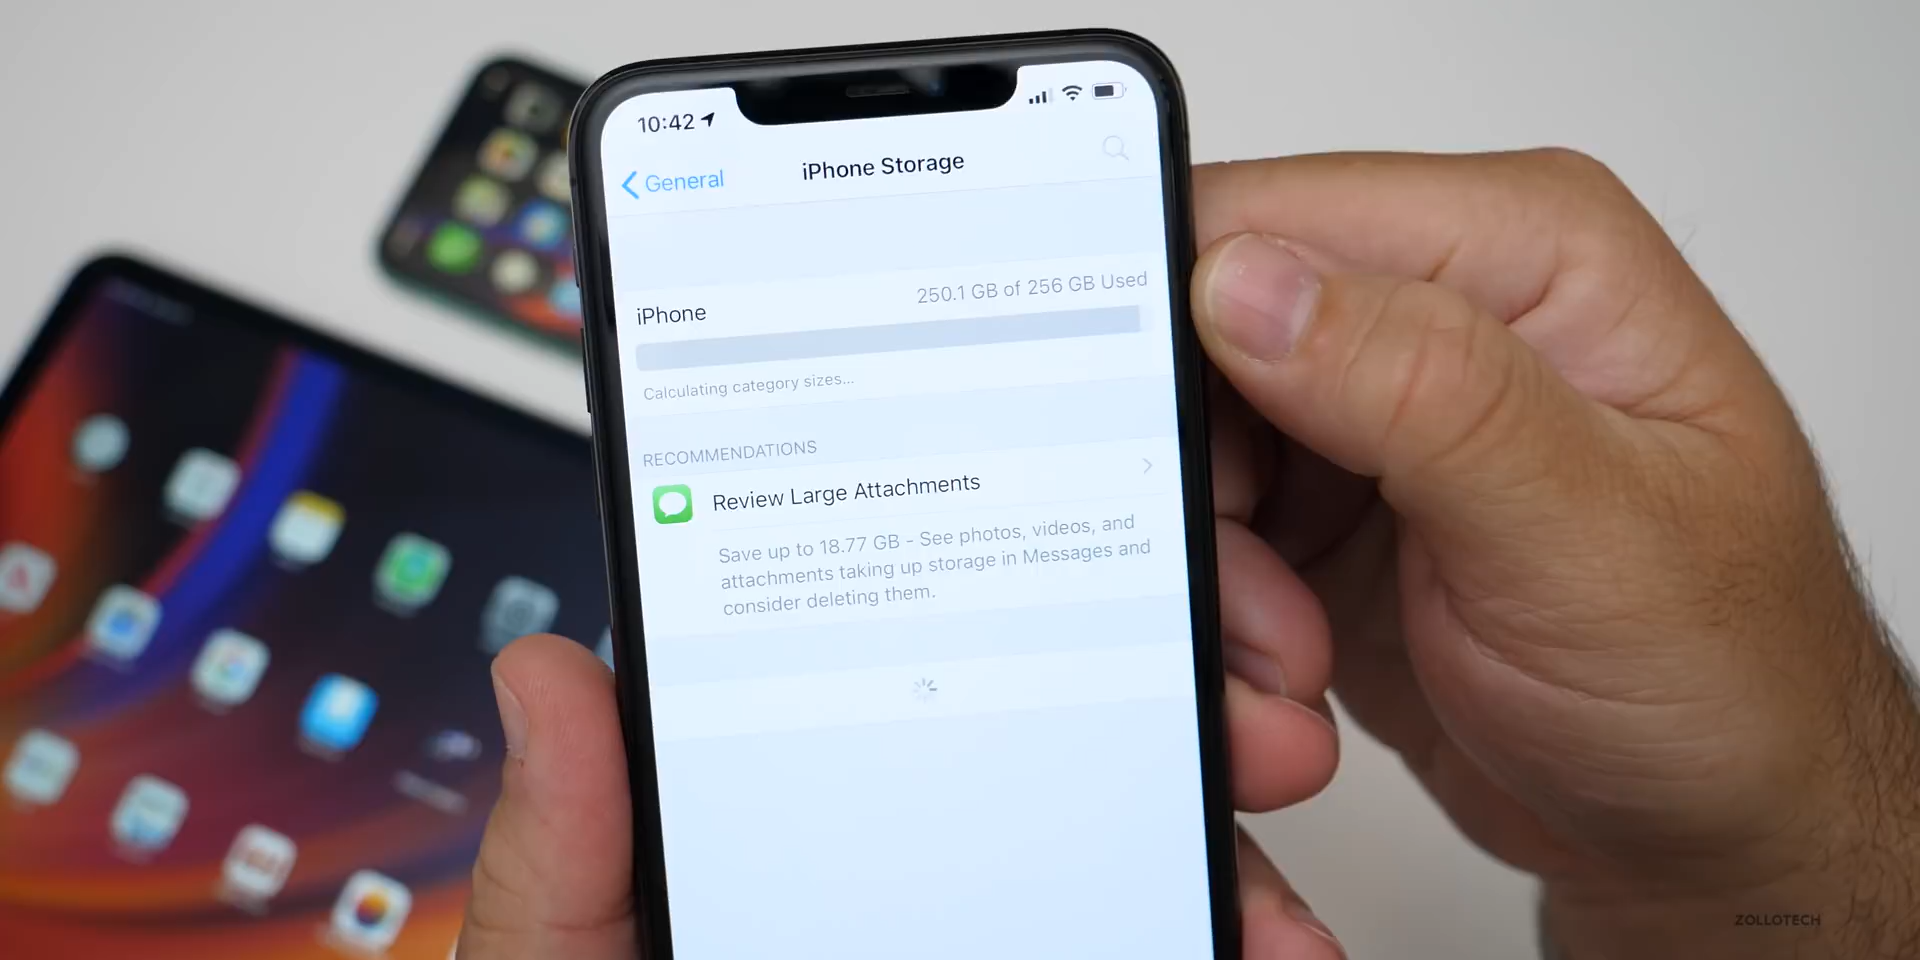 10:42
General
iPhone Storage
iPhone
250.1 GB of 256 GB Used
Calculating category sizes...
RECOMMENDATIONS
Review Large Attachments
Save up to 18.77 GB - See photos, videos, and
attachments taking up storage in Messages and
consider deleting them.
ZOLLOTECH